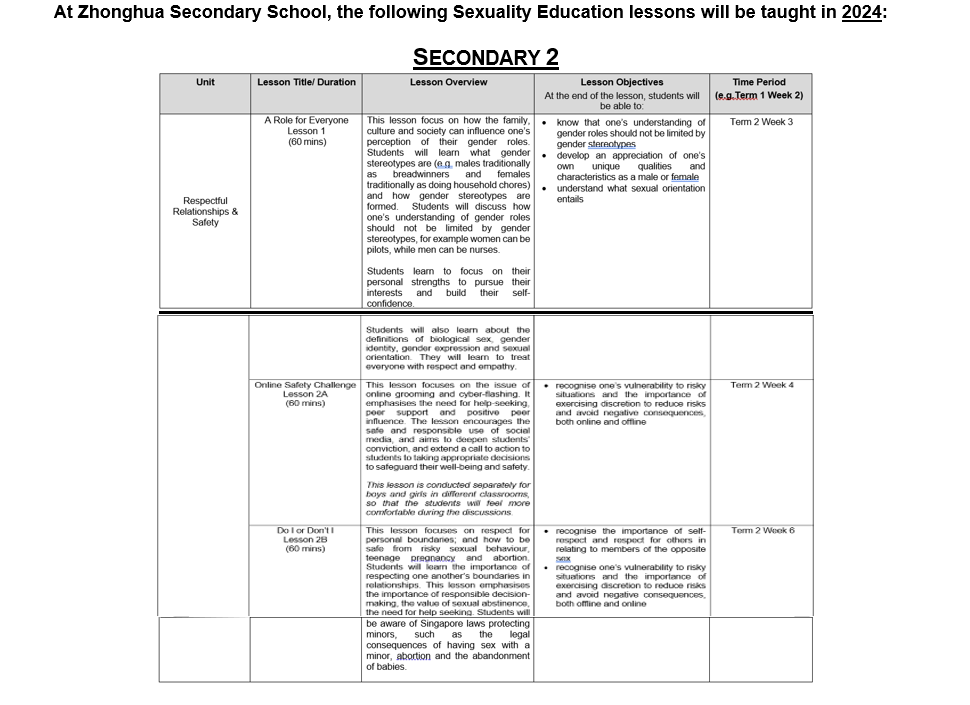 At Zhonghua Secondary School, the following Sexuality Education lessons will be taught in 2024:
SECONDARY 2
Unit
Lesson Title/ Duration
Lesson Overview
Lesson Objectives
At the end of the lesson, students will
be able to:
Time Period
(e.g.Term 1 Week 2)
Respectful
Relationships &
Safety
A Role for Everyone
Lesson 1
(60 mins)
This lesson focus on how the family,
culture and society can influence one's
perception of their gender roles.
Students will learn what gender
stereotypes are (e.g. males traditionally
as breadwinners and females
traditionally as doing household chores)
and how gender stereotypes are
formed. Students will discuss how
one's understanding of gender roles
should not be limited by gender
stereotypes, for example women can be
pilots, while men can be nurses.
Students learn to focus on their
personal strengths to pursue their
interests and build their self-
confidence.
• know that one's understanding of
gender roles should not be limited by
gender stereotypes
• develop an appreciation of one's
own unique qualities and
characteristics as a male or female
• understand what sexual orientation
entails
Term 2 Week 3
Students will also learn about the
definitions of biological sex, gender
identity, gender expression and sexual
orientation. They will learn to treat
everyone with respect and empathy.
Online Safety Challenge
Lesson 2A
(60 mins)
This lesson focuses on the issue of
online grooming and cyber-flashing. It
emphasises the need for help-seeking,
peer support and positive peer
influence. The lesson encourages the
safe and responsible use of social
media, and aims to deepen students'
conviction, and extend a call to action to
students to taking appropriate decisions
to safeguard their well-being and safety.
This lesson is conducted separately for
boys and girls in different classrooms,
so that the students will feel more
comfortable during the discussions.
• recognise one's vulnerability to risky
situations and the importance of
exercising discretion to reduce risks
and avoid negative consequences,
both online and offline
Term 2 Week 4
Do I or Don't I
Lesson 2B
(60 mins)
This lesson focuses on respect for
personal boundaries; and how to be
safe from risky sexual behaviour,
teenage pregnancy and abortion.
Students will learn the importance of
respecting one another's boundaries in
relationships. This lesson emphasises
the importance of responsible decision-
making, the value of sexual abstinence,
the need for help seeking. Students will
be aware of Singapore laws protecting
minors, such as the legal
consequences of having sex with a
minor, abortion and the abandonment
of babies.
• recognise the importance of self-
respect and respect for others in
relating to members of the opposite
sex
• recognise one's vulnerability to risky
situations and the importance of
exercising discretion to reduce risks
and avoid negative consequences,
both offline and online
Term 2 Week 6